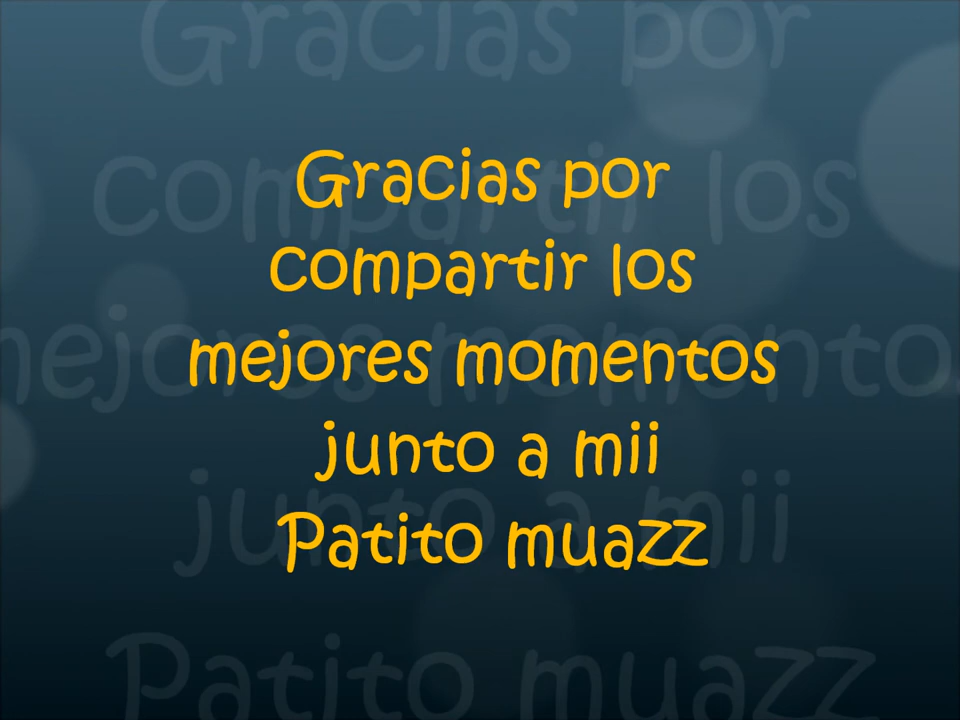 Gracias por
compartir los
mejores momentos
junto a mii
Patito muazz